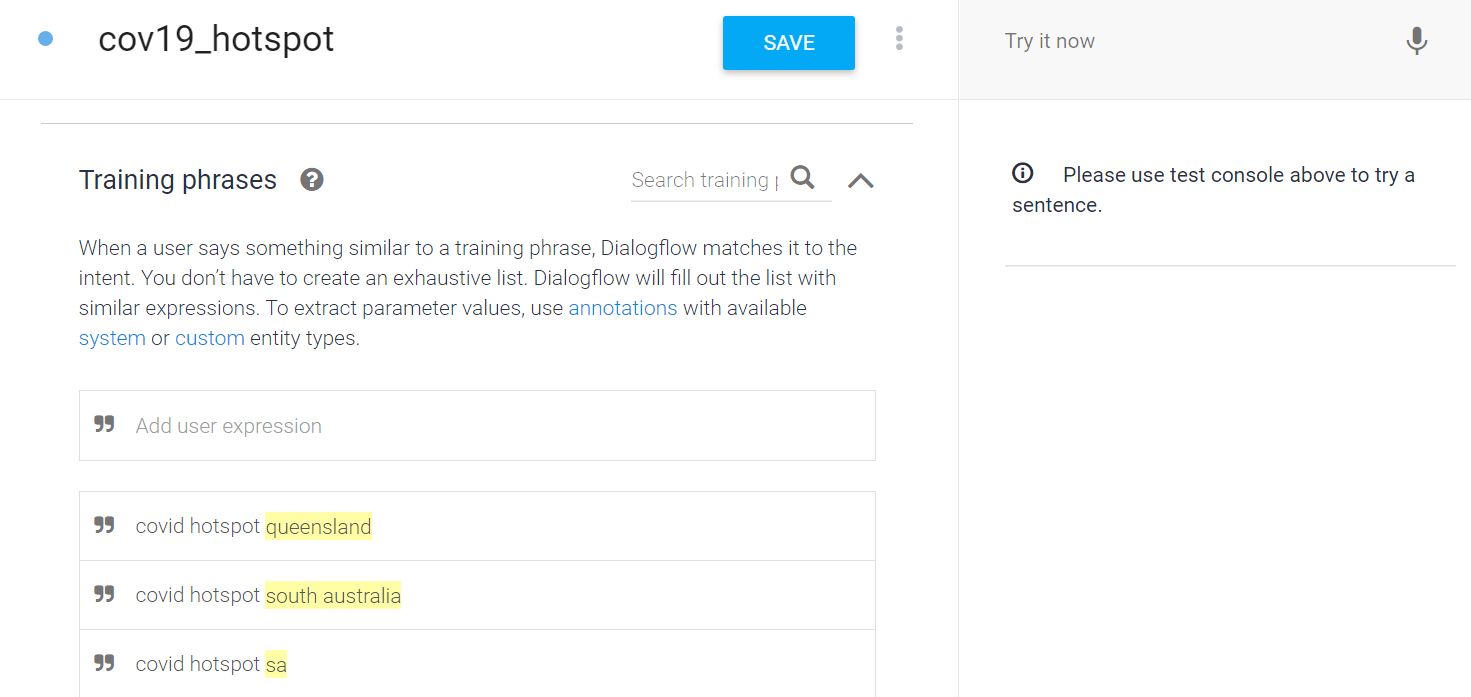 cov19_hotspot
SAVE
Try it now
Training phrases
Search training
When a user says something similar to a training phrase, Dialogflow matches it to the
intent. You don’t have to create an exhaustive list. Dialogflow will fill out the list with
similar expressions. To extract parameter values, use annotations with available
system or custom entity types.
Please use test console above to try a
sentence.
Add user expression
covid hotspot queensland
covid hotspot south australia
covid hotspot sa